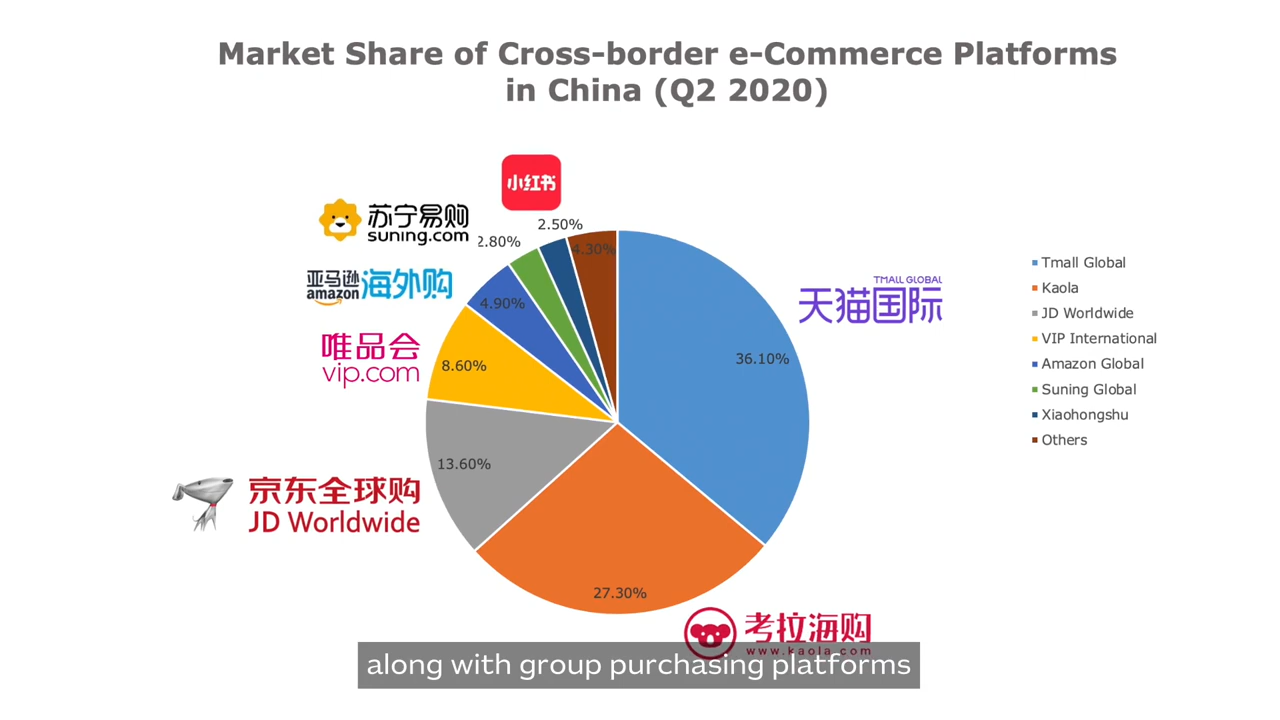 Market Share of Cross-border e-Commerce Platforms
in China (Q2 2020)
小红书
苏宁易购
suning.com
2.50%
2.80%
4.30%
亚马逊
amazon
海外购
4.90%
TMALL GLOBAL
天猫国际
唯品会
vip.com
8.60%
36.10%
京东全球购
JD Worldwide
13.60%
27.30%
考拉海购
www.kaola.com
Tmall Global
Kaola
JD Worldwide
VIP International
Amazon Global
Suning Global
Xiaohongshu
Others
along with group purchasing platforms